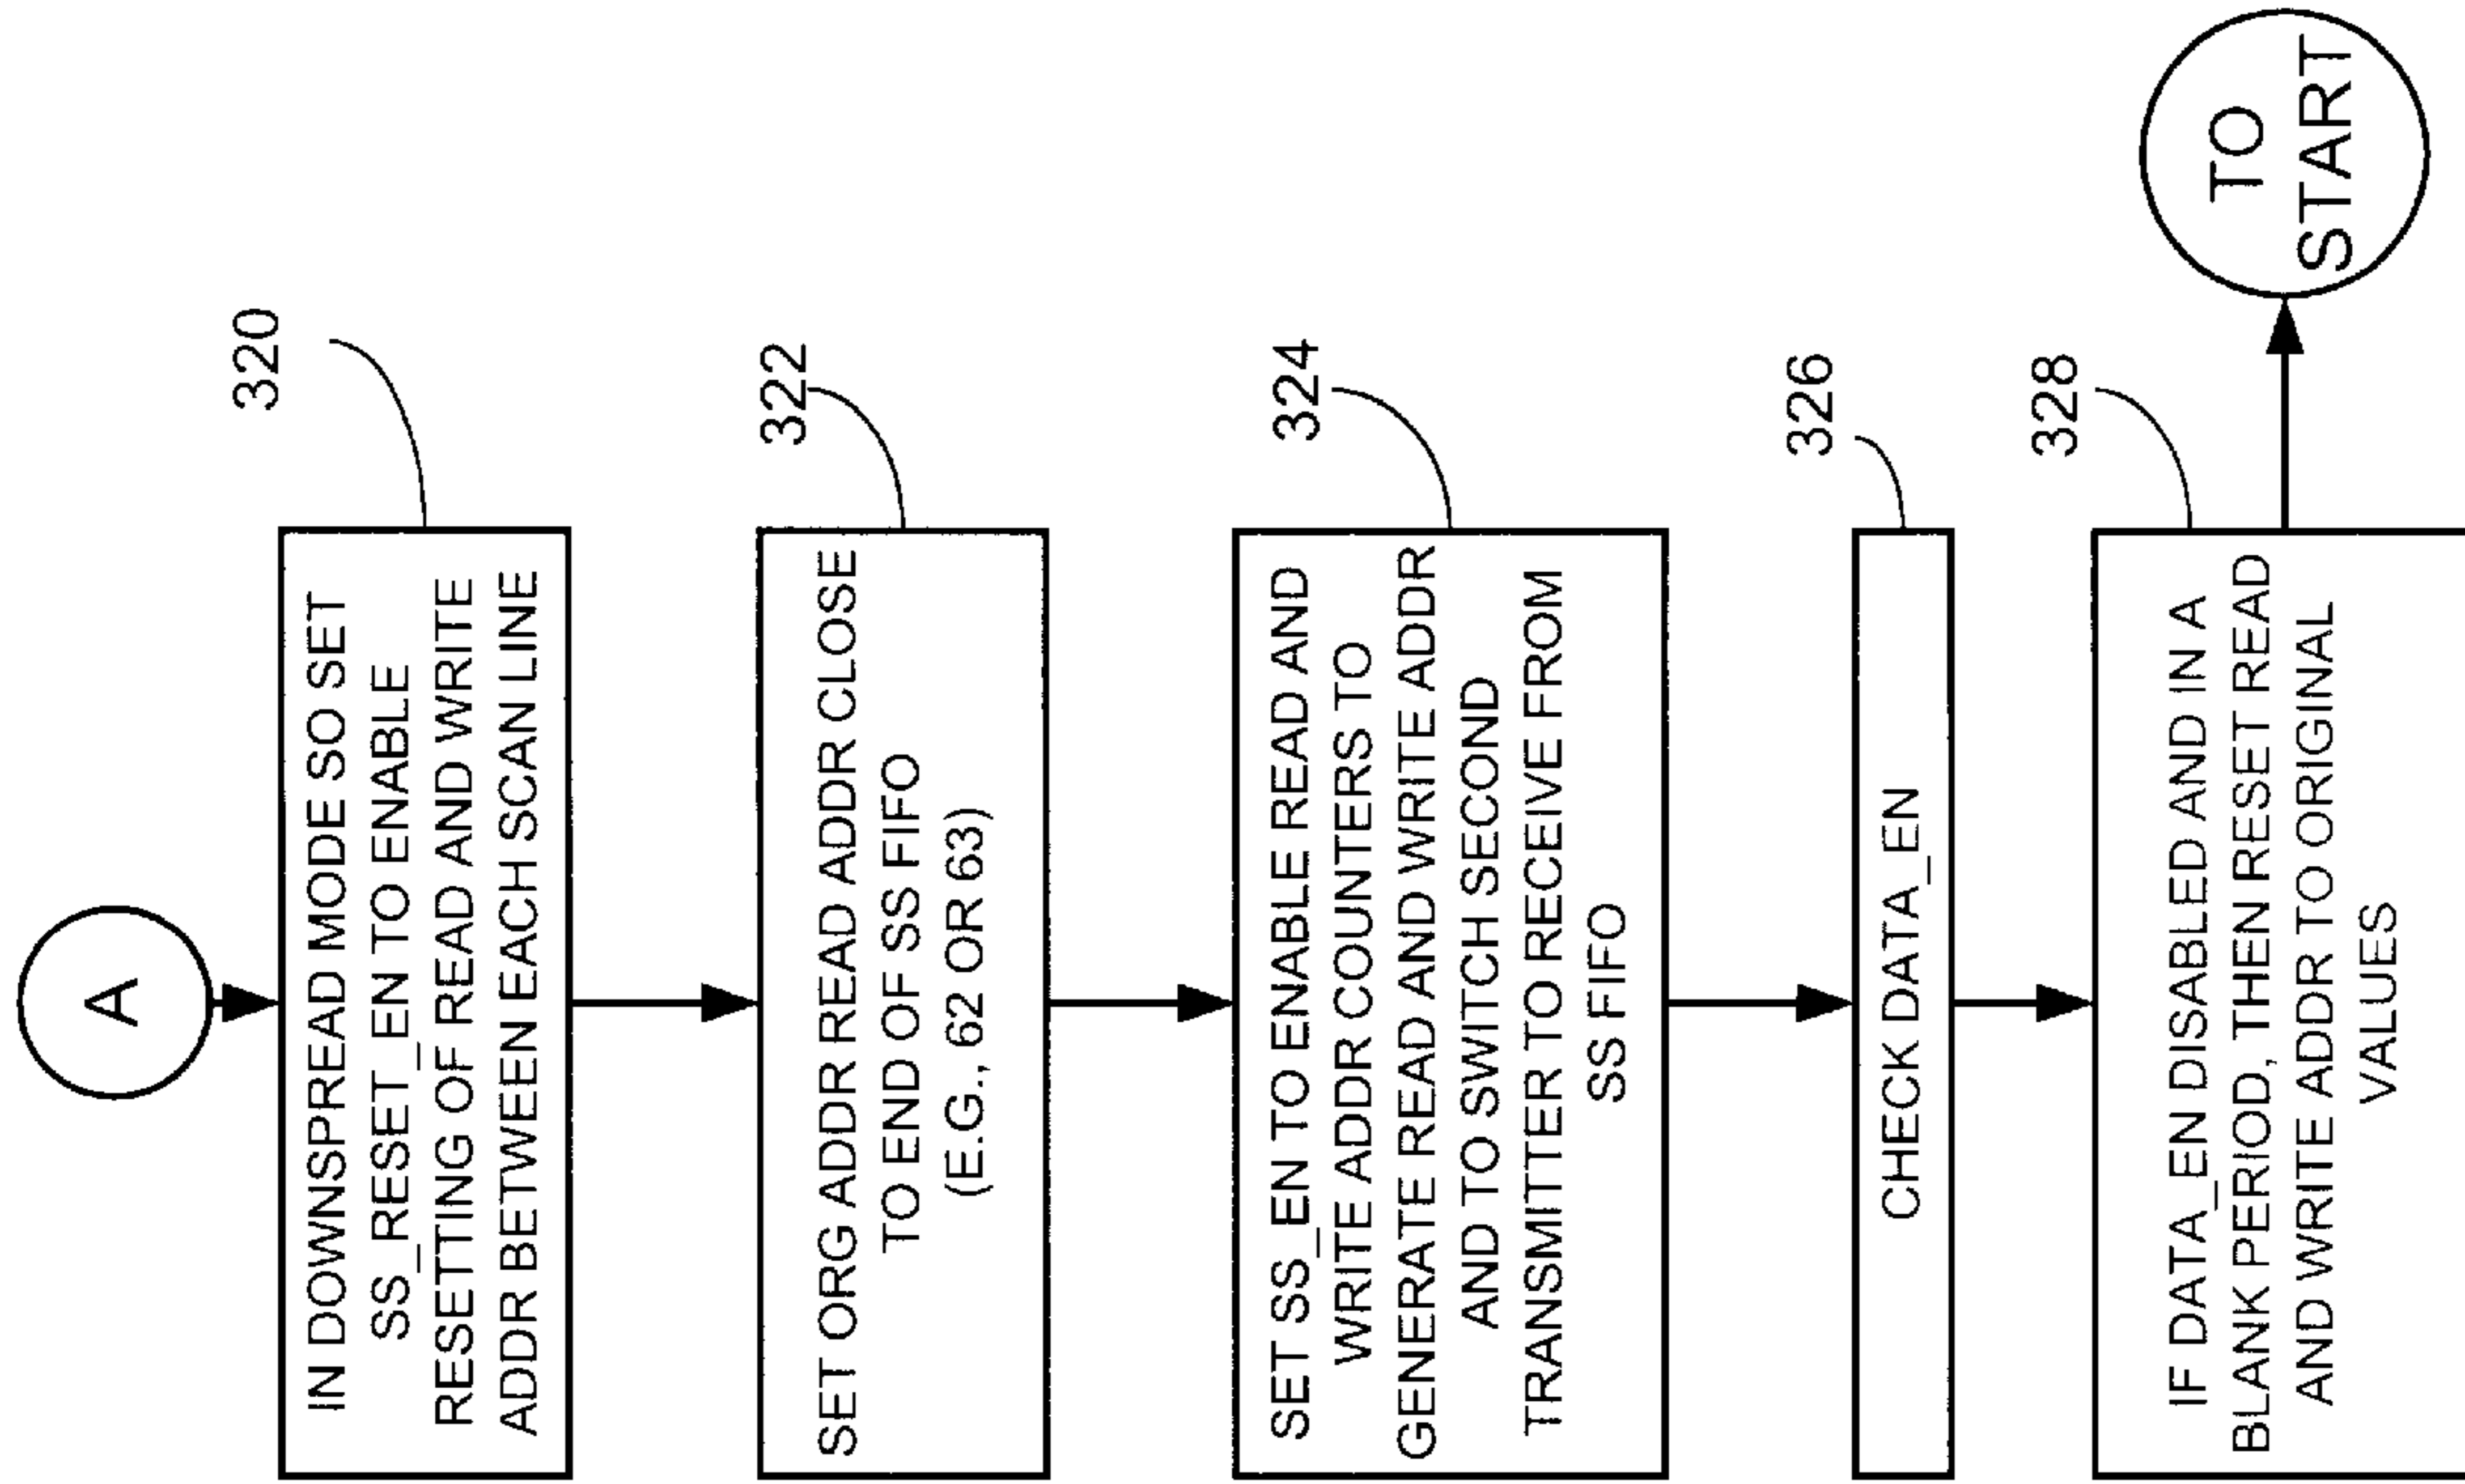 A
320
IN DOWNSPREAD MODE SO SET
SS_RESET_EN TO ENABLE
RESETTING OF READ AND WRITE
ADDR BETWEEN EACH SCAN LINE
322
SET ORG ADDR READ ADDR CLOSE
TO END OF SS FIFO
(E.G., 62 OR 63)
324
SET SS_EN TO ENABLE READ AND
WRITE ADDR COUNTERS TO
GENERATE READ AND WRITE ADDR
AND TO SWITCH SECOND
TRANSMITTER TO RECEIVE FROM
SS FIFO
326
CHECK DATA_EN
328
IF DATA_EN DISABLED AND IN A
BLANK PERIOD, THEN RESET READ
AND WRITE ADDR TO ORIGINAL
VALUES
TO
START